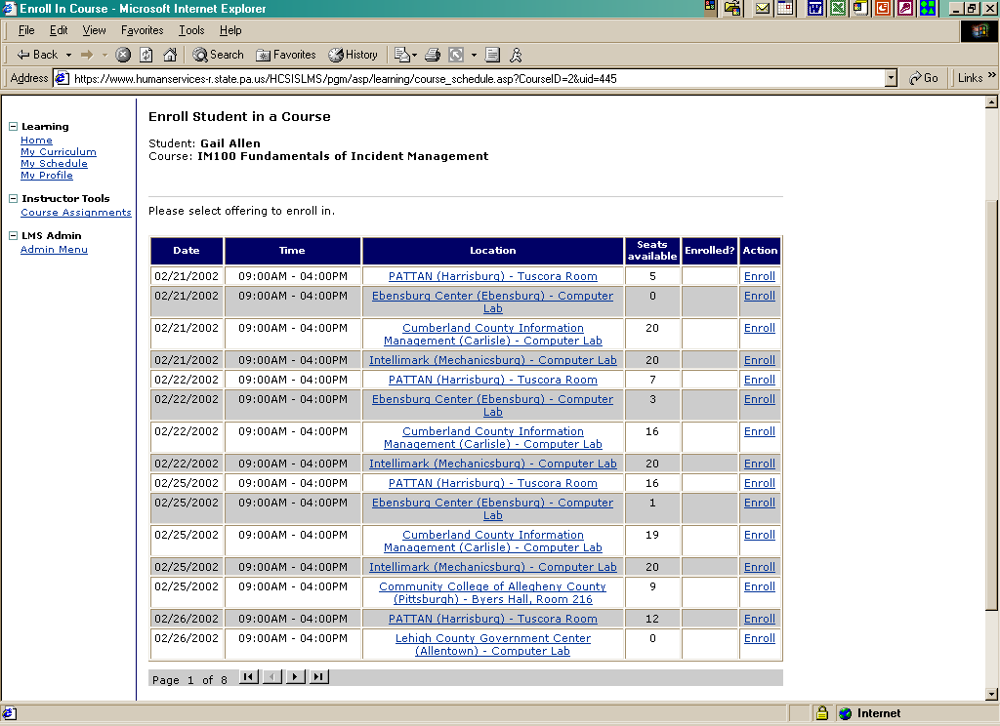 Enroll In Course - Microsoft Internet Explorer
File Edit View Favorites Tools Help
Back Search Favorites History
Address https://www.humanservices-r.state.pa.us/HCSISLMS/pgm/asp/learning/course_schedule.asp?CourseID=2&uid=445 Go Links »
Learning
Home
My Curriculum
My Schedule
My Profile
Instructor Tools
Course Assignments
LMS Admin
Admin Menu
Enroll Student in a Course
Student: Gail Allen
Course: IM100 Fundamentals of Incident Management
Please select offering to enroll in.
Date Time Location Seats available Enrolled? Action
02/21/2002 09:00AM - 04:00PM PATTAN (Harrisburg) - Tuscora Room 5 Enroll
02/21/2002 09:00AM - 04:00PM Ebensburg Center (Ebensburg) - Computer 0 Enroll
Lab
02/21/2002 09:00AM - 04:00PM Cumberland County Information 20 Enroll
Management (Carlisle) - Computer Lab
02/21/2002 09:00AM - 04:00PM Intellimark (Mechanicsburg) - Computer Lab 20 Enroll
02/22/2002 09:00AM - 04:00PM PATTAN (Harrisburg) - Tuscora Room 7 Enroll
02/22/2002 09:00AM - 04:00PM Ebensburg Center (Ebensburg) - Computer 3 Enroll
Lab
02/22/2002 09:00AM - 04:00PM Cumberland County Information 16 Enroll
Management (Carlisle) - Computer Lab
02/22/2002 09:00AM - 04:00PM Intellimark (Mechanicsburg) - Computer Lab 20 Enroll
02/25/2002 09:00AM - 04:00PM PATTAN (Harrisburg) - Tuscora Room 16 Enroll
02/25/2002 09:00AM - 04:00PM Ebensburg Center (Ebensburg) - Computer 1 Enroll
Lab
02/25/2002 09:00AM - 04:00PM Cumberland County Information 19 Enroll
Management (Carlisle) - Computer Lab
02/25/2002 09:00AM - 04:00PM Intellimark (Mechanicsburg) - Computer Lab 20 Enroll
02/25/2002 09:00AM - 04:00PM Community College of Allegheny County 9 Enroll
(Pittsburgh) - Byers Hall, Room 216
02/26/2002 09:00AM - 04:00PM PATTAN (Harrisburg) - Tuscora Room 12 Enroll
02/26/2002 09:00AM - 04:00PM Lehigh County Government Center 0 Enroll
(Allentown) - Computer Lab
Page 1 of 8
Internet